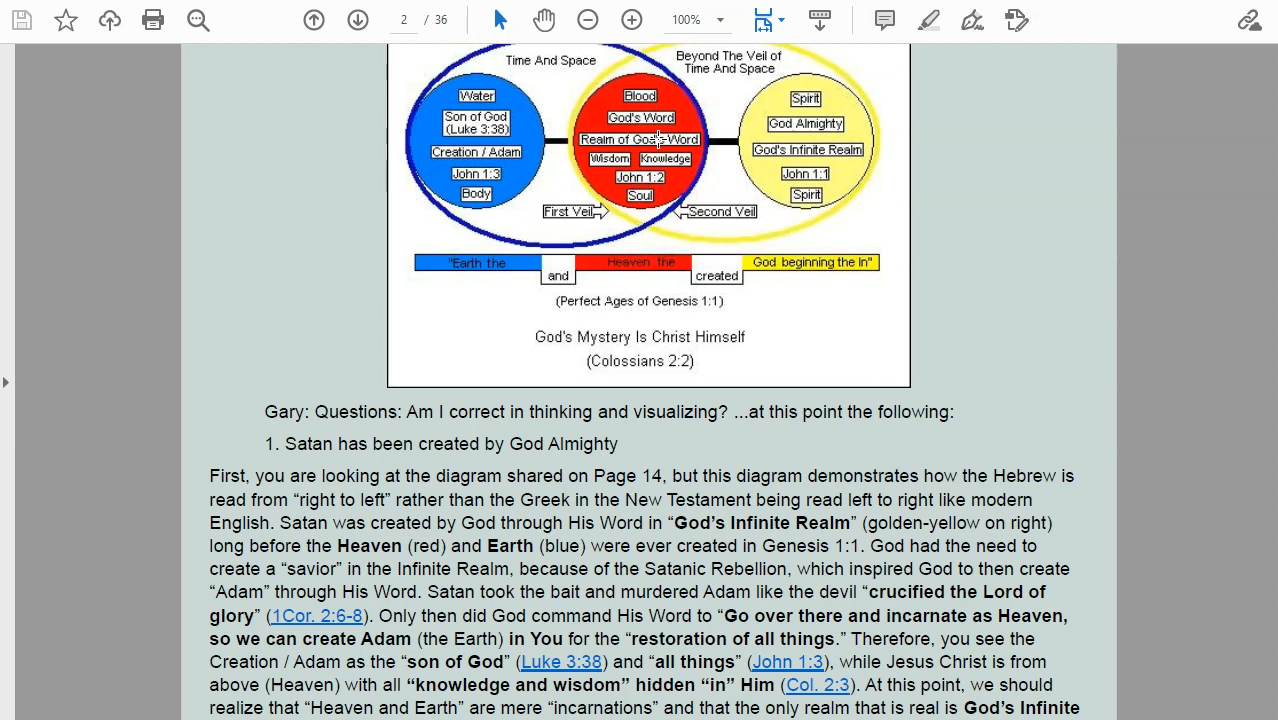 2 / 36
100%
Time And Space
Beyond The Veil of
Time And Space
Water
Son of God
(Luke 3:38)
Creation / Adam
John 1:3
Body
Blood
God's Word
Realm of God's Word
Wisdom Knowledge
John 1:2
Soul
Spirit
God Almighty
God's Infinite Realm
John 1:1
Spirit
First Veil
Second Veil
"Earth the and Heaven the created God beginning the In"
(Perfect Ages of Genesis 1:1)
God's Mystery Is Christ Himself
(Colossians 2:2)
Gary: Questions: Am I correct in thinking and visualizing? ...at this point the following:
1. Satan has been created by God Almighty
First, you are looking at the diagram shared on Page 14, but this diagram demonstrates how the Hebrew is
read from “right to left” rather than the Greek in the New Testament being read left to right like modern
English. Satan was created by God through His Word in “God’s Infinite Realm” (golden-yellow on right)
long before the Heaven (red) and Earth (blue) were ever created in Genesis 1:1. God had the need to
create a “savior” in the Infinite Realm, because of the Satanic Rebellion, which inspired God to then create
“Adam” through His Word. Satan took the bait and murdered Adam like the devil “crucified the Lord of
glory” (1Cor. 2:6-8). Only then did God command His Word to “Go over there and incarnate as Heaven,
so we can create Adam (the Earth) in You for the “restoration of all things.” Therefore, you see the
Creation / Adam as the “son of God” (Luke 3:38) and “all things” (John 1:3), while Jesus Christ is from
above (Heaven) with all “knowledge and wisdom” hidden “in” Him (Col. 2:3). At this point, we should
realize that “Heaven and Earth” are mere “incarnations” and that the only realm that is real is God’s Infinite